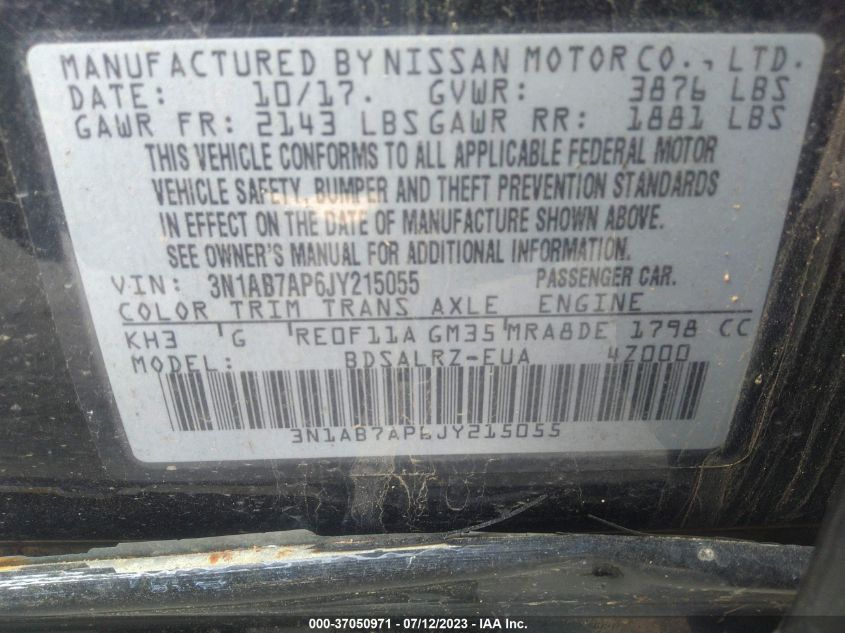 MANUFACTURED BY NISSAN MOTOR CO., LTD.
DATE: 10/17. GVWR: 3876 LBS
GAWR FR: 2143 LBS GAWR RR: 1881 LBS
THIS VEHICLE CONFORMS TO ALL APPLICABLE FEDERAL MOTOR
VEHICLE SAFETY, BUMPER AND THEFT PREVENTION STANDARDS
IN EFFECT ON THE DATE OF MANUFACTURE SHOWN ABOVE.
SEE OWNER'S MANUAL FOR ADDITIONAL INFORMATION.
VIN: 3N1AB7AP6JY215055 PASSENGER CAR.
COLOR TRIM TRANS AXLE ENGINE
KH3 G RE0F11A GM35 MRA8DE 1798 CC
MODEL: BDSALRZ-EUA 47000
3N1AB7AP6JY215055
000-37050971 - 07/12/2023 - IAA Inc.